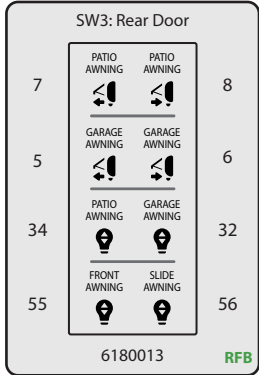 SW3: Rear Door
PATIO AWNING
PATIO AWNING
7
8
GARAGE AWNING
GARAGE AWNING
5
6
PATIO AWNING
GARAGE AWNING
34
32
FRONT AWNING
SLIDE AWNING
55
56
6180013
RFB